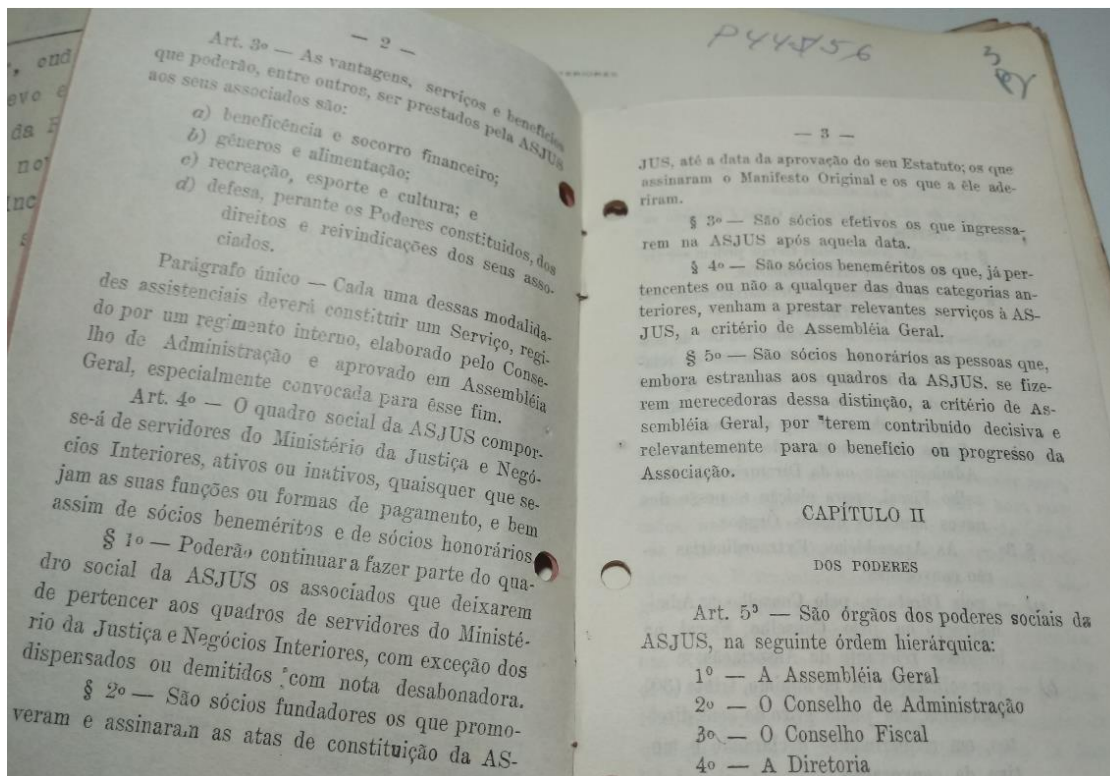 — 2 —
Art. 3º — As vantagens, serviços e benefícios
que poderão, entre outros, ser prestados pela ASJUS
aos seus associados são:
a) beneficência e socorro financeiro;
b) gêneros e alimentação;
c) recreação, esporte e cultura; e
d) defesa, perante os Poderes constituidos, dos
direitos e reivindicações dos seus asso-
ciados.
Parágrafo único — Cada uma dessas modalida-
des assistenciais deverá constituir um Serviço, regi-
do por um regimento interno, elaborado pelo Conse-
lho de Administração e aprovado em Assembléia
Geral, especialmente convocada para êsse fim.
Art. 4º — O quadro social da ASJUS compor-
se-á de servidores do Ministério da Justiça e Negó-
cios Interiores, ativos ou inativos, quaisquer que se-
jam as suas funções ou formas de pagamento, e bem
assim de sócios beneméritos e de sócios honorários.
§ 1º — Poderão continuar a fazer parte do qua-
dro social da ASJUS os associados que deixarem
de pertencer aos quadros de servidores do Ministé-
rio da Justiça e Negócios Interiores, com exceção dos
dispensados ou demitidos com nota desabonadora.
§ 2º — São sócios fundadores os que promo-
veram e assinaram as atas de constituição da AS-
P44556
3
— 3 —
JUS, até a data da aprovação do seu Estatuto; os que
assinaram o Manifesto Original e os que a êle ade-
riram.
§ 3º — São sócios efetivos os que ingressa-
rem na ASJUS após aquela data.
§ 4º — São sócios beneméritos os que, já per-
tencentes ou não a qualquer das duas categorias an-
teriores, venham a prestar relevantes serviços à AS-
JUS, a critério de Assembléia Geral.
§ 5º — São sócios honorários as pessoas que,
embora estranhas aos quadros da ASJUS, se fize-
rem merecedoras dessa distinção, a critério de As-
sembléia Geral, por terem contribuido decisiva e
relevantemente para o benefício ou progresso da
Associação.
CAPÍTULO II
DOS PODERES
Art. 5º — São órgãos dos poderes sociais da
ASJUS, na seguinte órdem hierárquica:
1º — A Assembléia Geral
2º — O Conselho de Administração
3º — O Conselho Fiscal
4º — A Diretoria